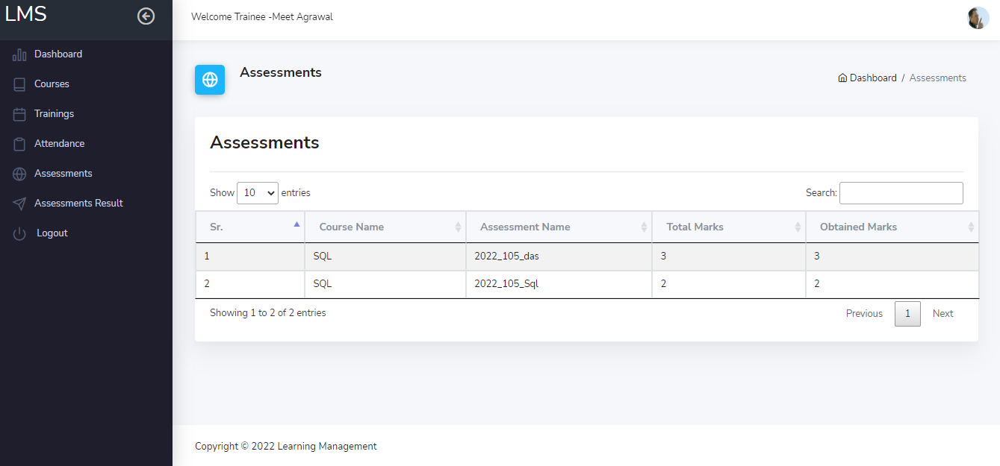 LMS
Welcome Trainee -Meet Agrawal
Dashboard
Courses
Trainings
Attendance
Assessments
Assessments Result
Logout
Assessments
Dashboard / Assessments
Assessments
Show 10 entries
Search:
Sr. Course Name Assessment Name Total Marks Obtained Marks
1 SQL 2022_105_das 3 3
2 SQL 2022_105_Sql 2 2
Showing 1 to 2 of 2 entries
Previous 1 Next
Copyright © 2022 Learning Management